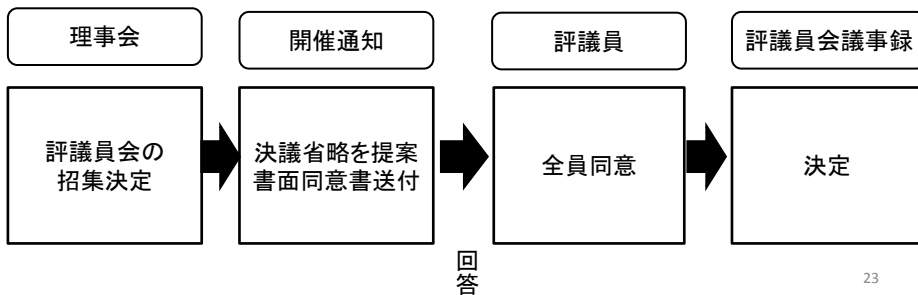 理事会
評議員会の
招集決定
開催通知
決議省略を提案
書面同意書送付
回答
評議員
全員同意
評議員会議事録
決定
23